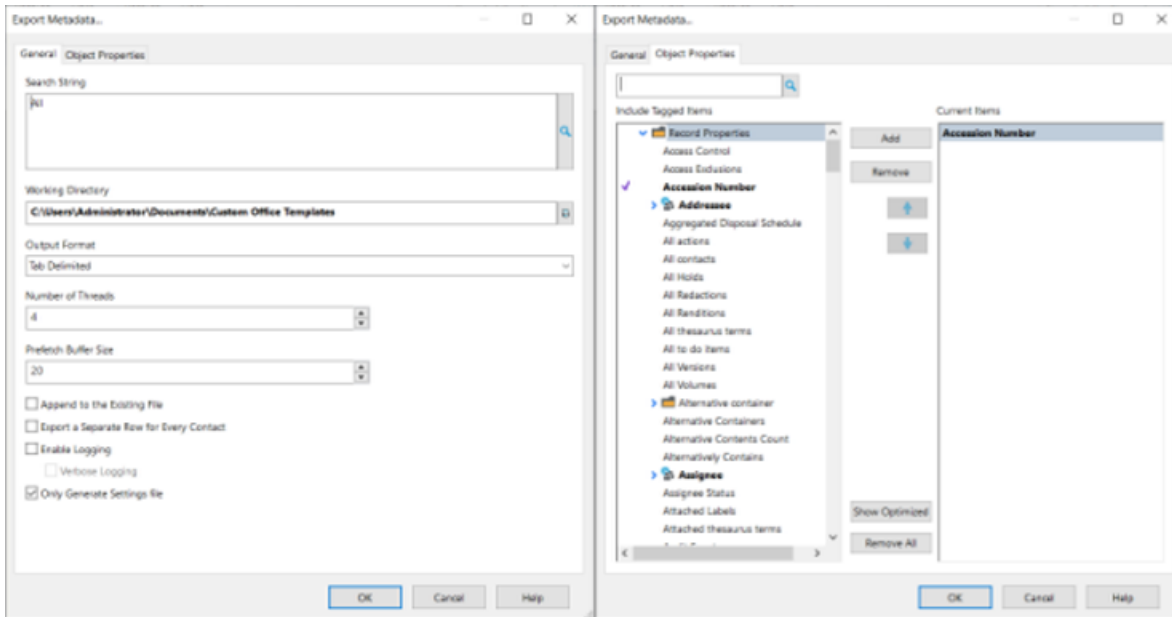 Export Metadata...
General Object Properties
Search String
Working Directory
C:\Users\Administrator\Documents\Custom Office Templates
Output Format
Tab Delimited
Number of Threads
4
Prefetch Buffer Size
20
Append to the Existing File
Export a Separate Row for Every Contact
Enable Logging
Verbose Logging
Only Generate Settings file
OK Cancel Help
Export Metadata...
General Object Properties
Include Tagged Items
Record Properties
Access Control
Access Exclusions
Accession Number
Addressee
Aggregated Disposal Schedule
All actions
All contacts
All Holds
All Redactions
All Renditions
All thesaurus terms
All to do items
All Versions
All Volumes
Alternative container
Alternative Containers
Alternative Contents Count
Alternatively Contains
Assignee
Assignee Status
Attached Labels
Attached thesaurus terms
Add
Remove
Show Optimized
Remove All
Current Items
Accession Number
OK Cancel Help